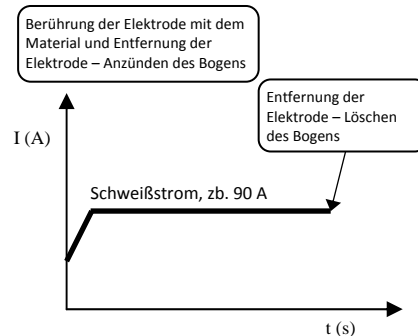 Berührung der Elektrode mit dem
Material und Entfernung der
Elektrode – Anzünden des Bogens
Entfernung der
Elektrode – Löschen
des Bogens
I (A)
Schweißstrom, zb. 90 A
t (s)